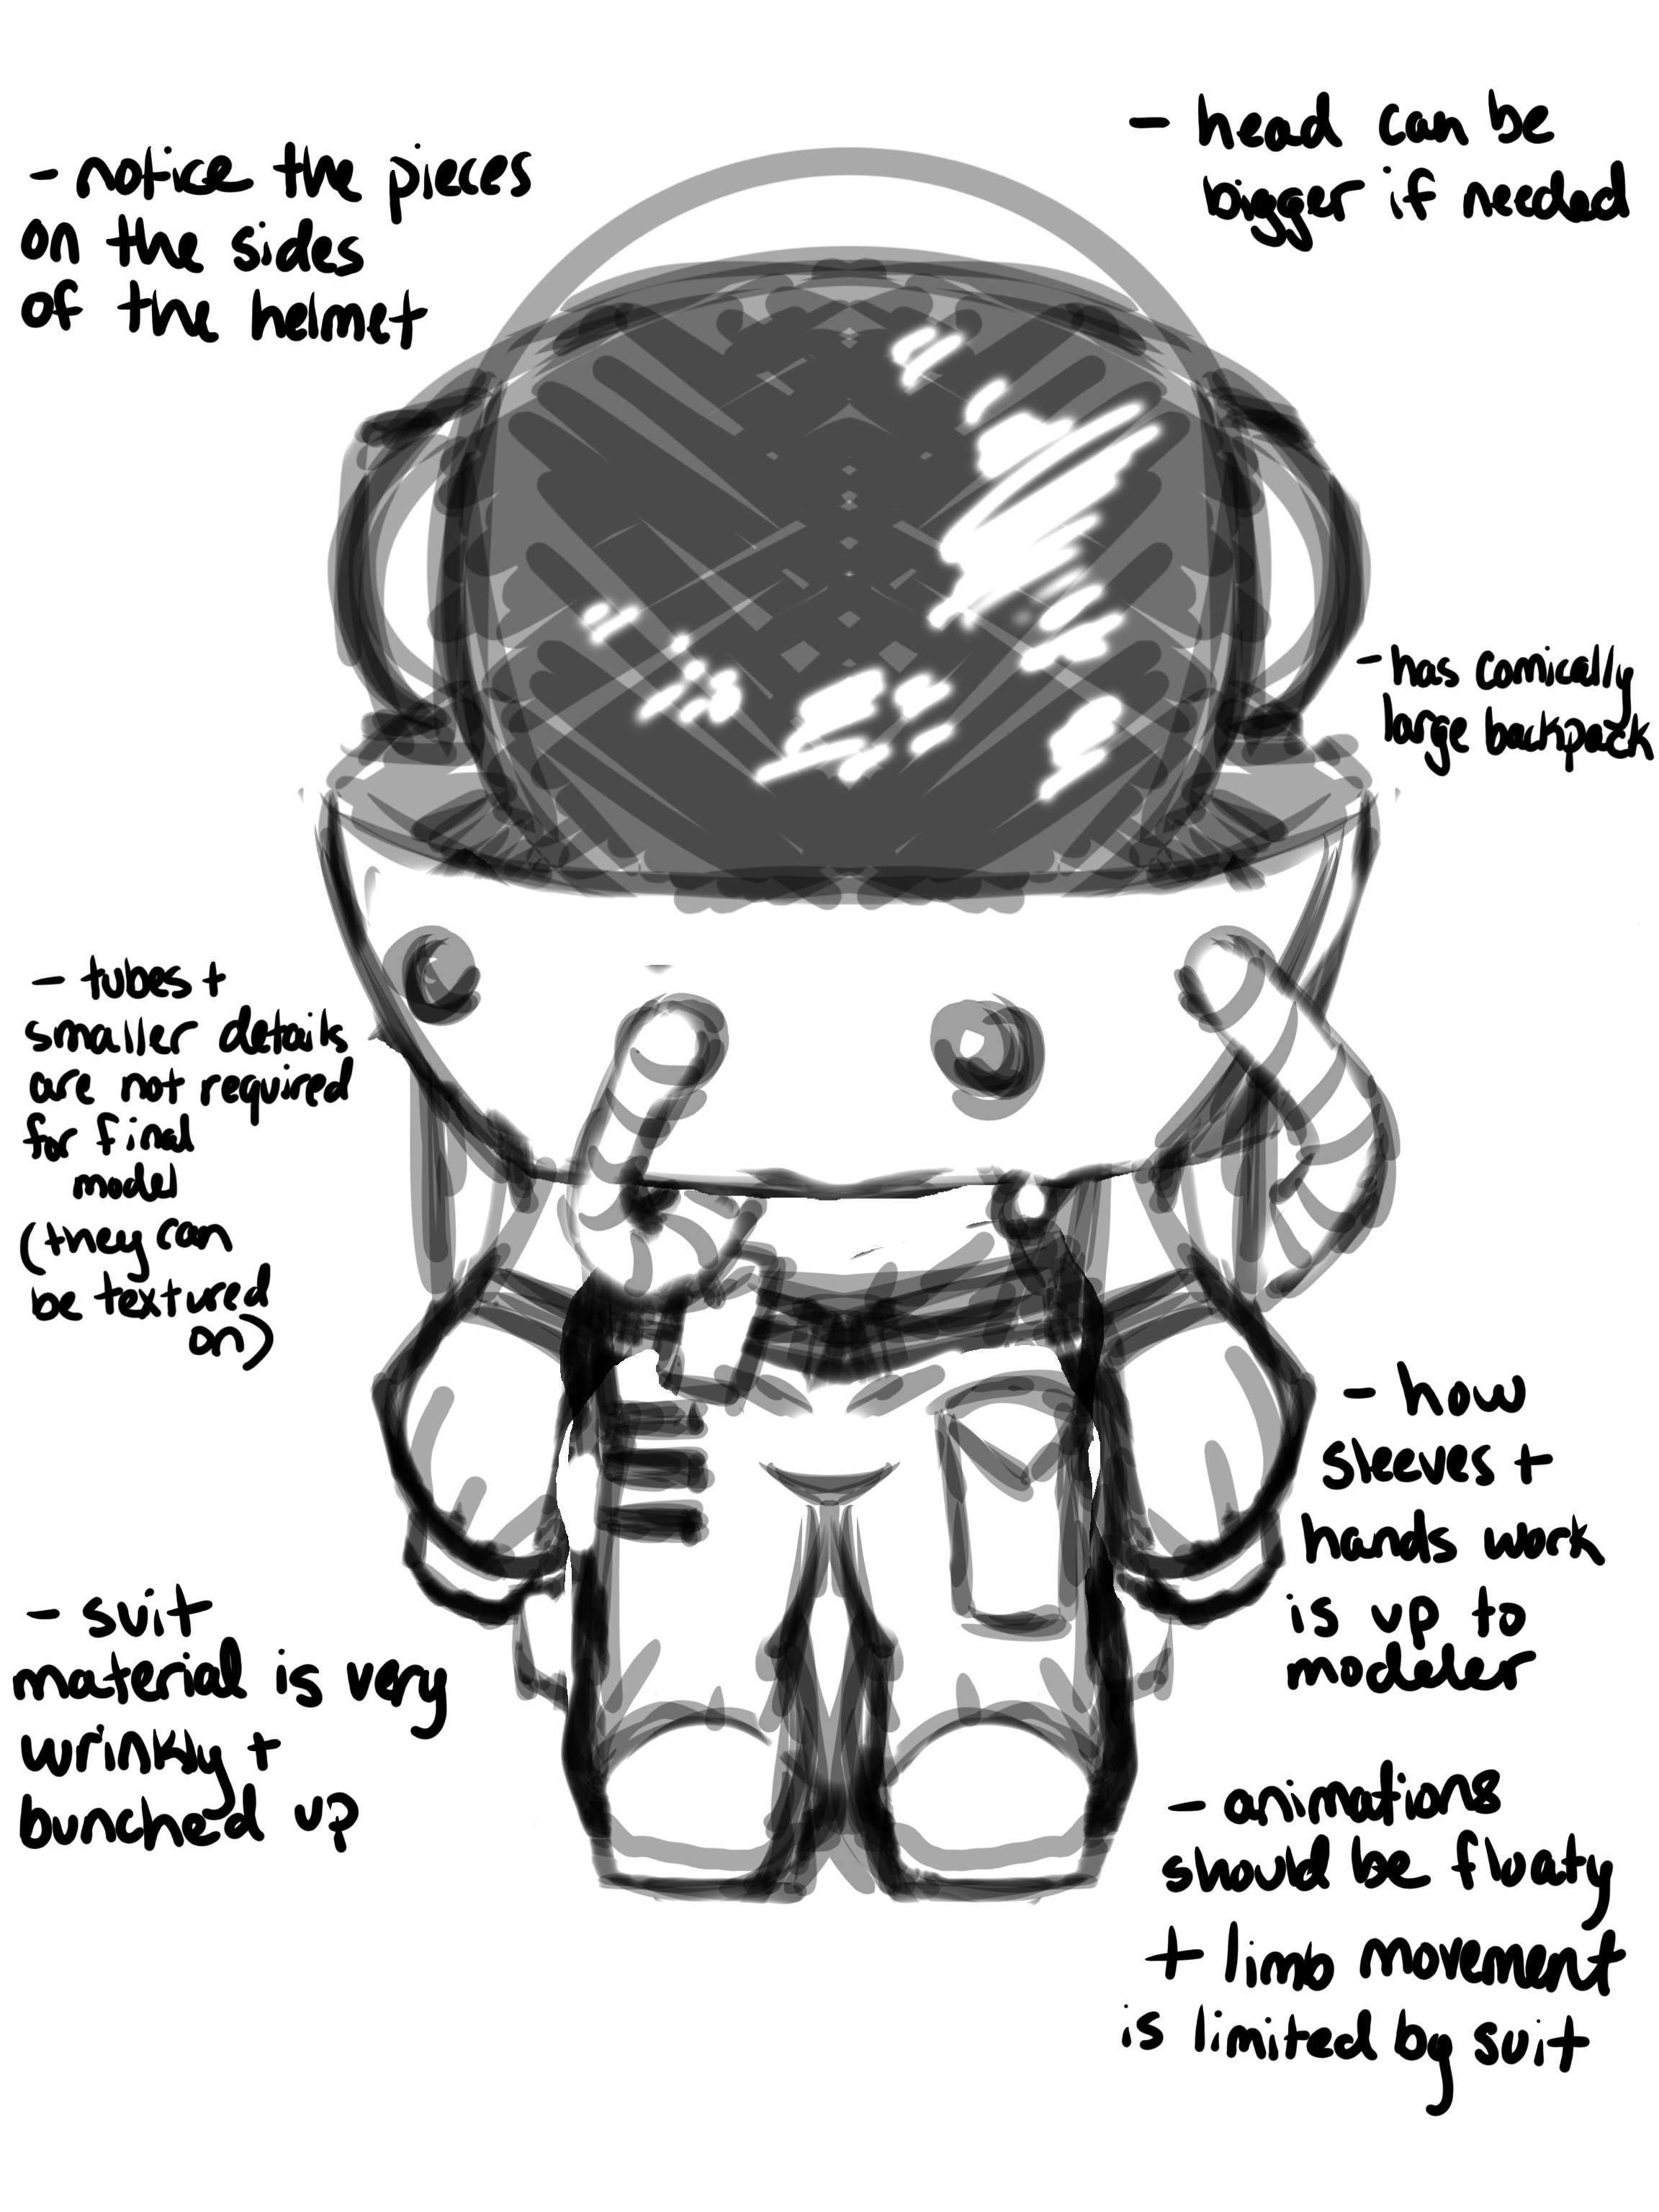 - notice the pieces
on the sides
of the helmet
- head can be
bigger if needed
- has comically
large backpack
- tubes +
smaller details
are not required
for final
model
(they can
be textured
on)
- how
sleeves +
hands work
is up to
modeler
- suit
material is very
wrinkly +
bunched up
- animations
should be floaty
+ limb movement
is limited by suit